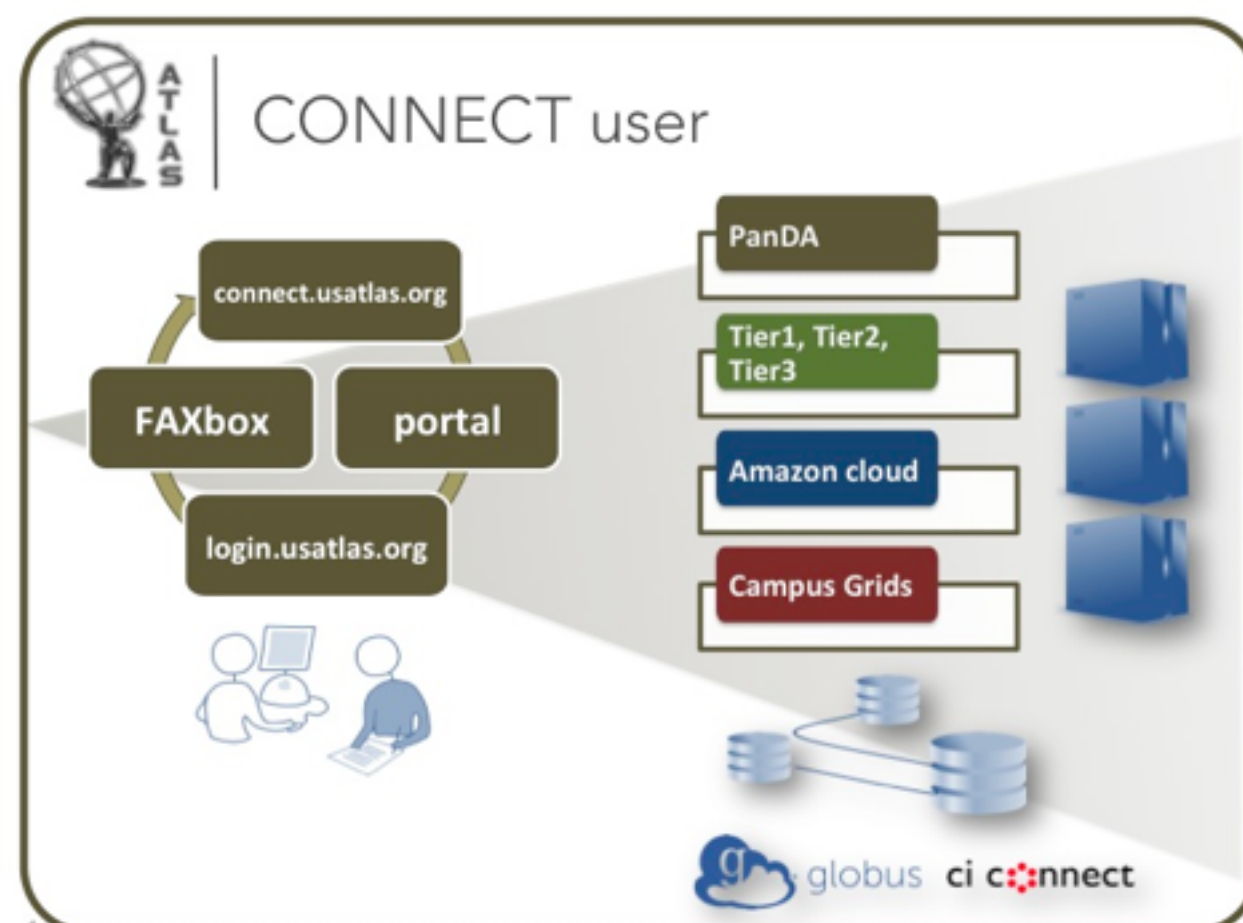 ATLAS
CONNECT user
connect.usatlas.org
FAXbox
portal
login.usatlas.org
PanDA
Tier1, Tier2,
Tier3
Amazon cloud
Campus Grids
g globus
ci connect